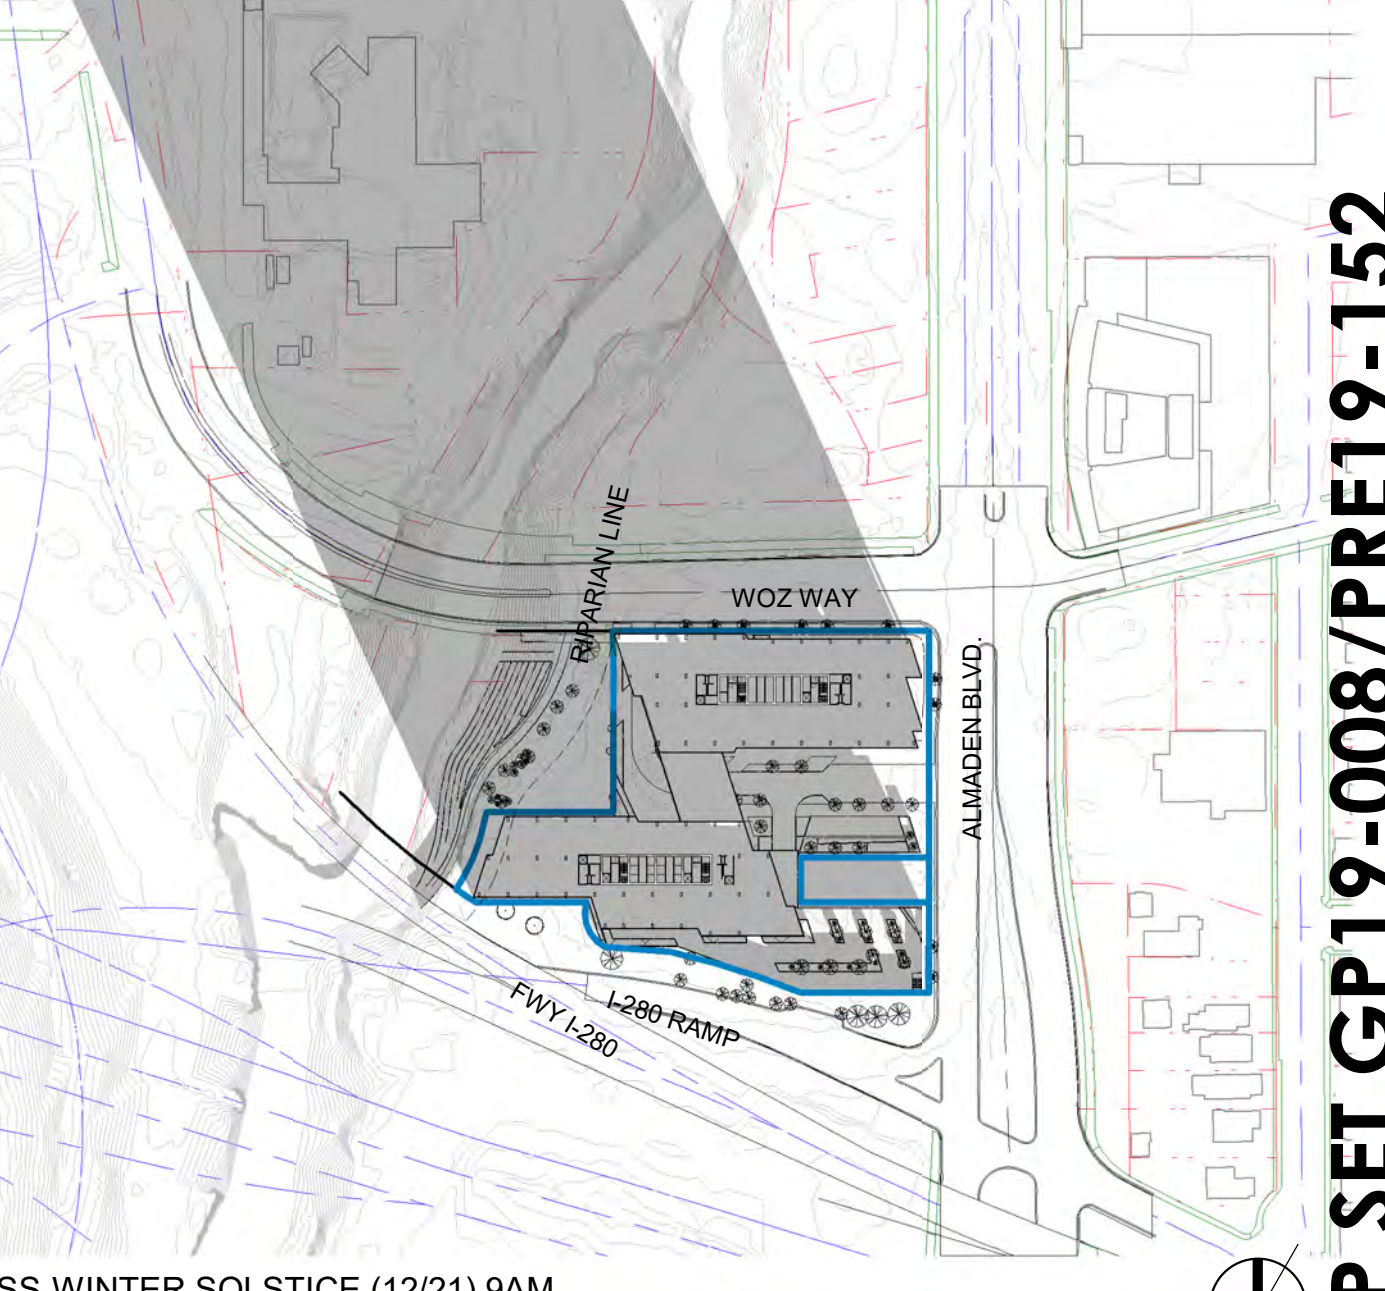 RIPARIAN LINE
WOZ WAY
ALMADEN BLVD.
FWY I-280
I-280 RAMP
WINTER SOLSTICE (12/21) 9AM
SET GP19-008/PRE19-152